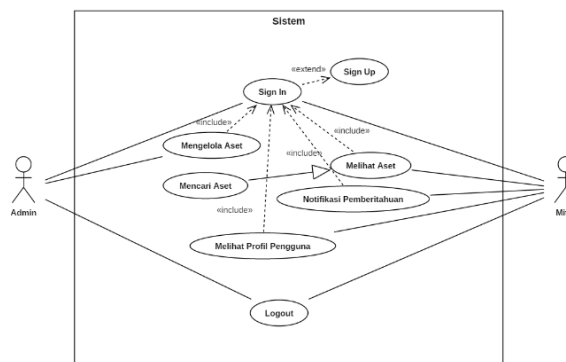 Sistem
«extend»
Sign Up
Sign In
«include»
«include»
Mengelola Aset
«include»
Melihat Aset
Mencari Aset
Notifikasi Pemberitahuan
Admin
«include»
Melihat Profil Pengguna
Logout